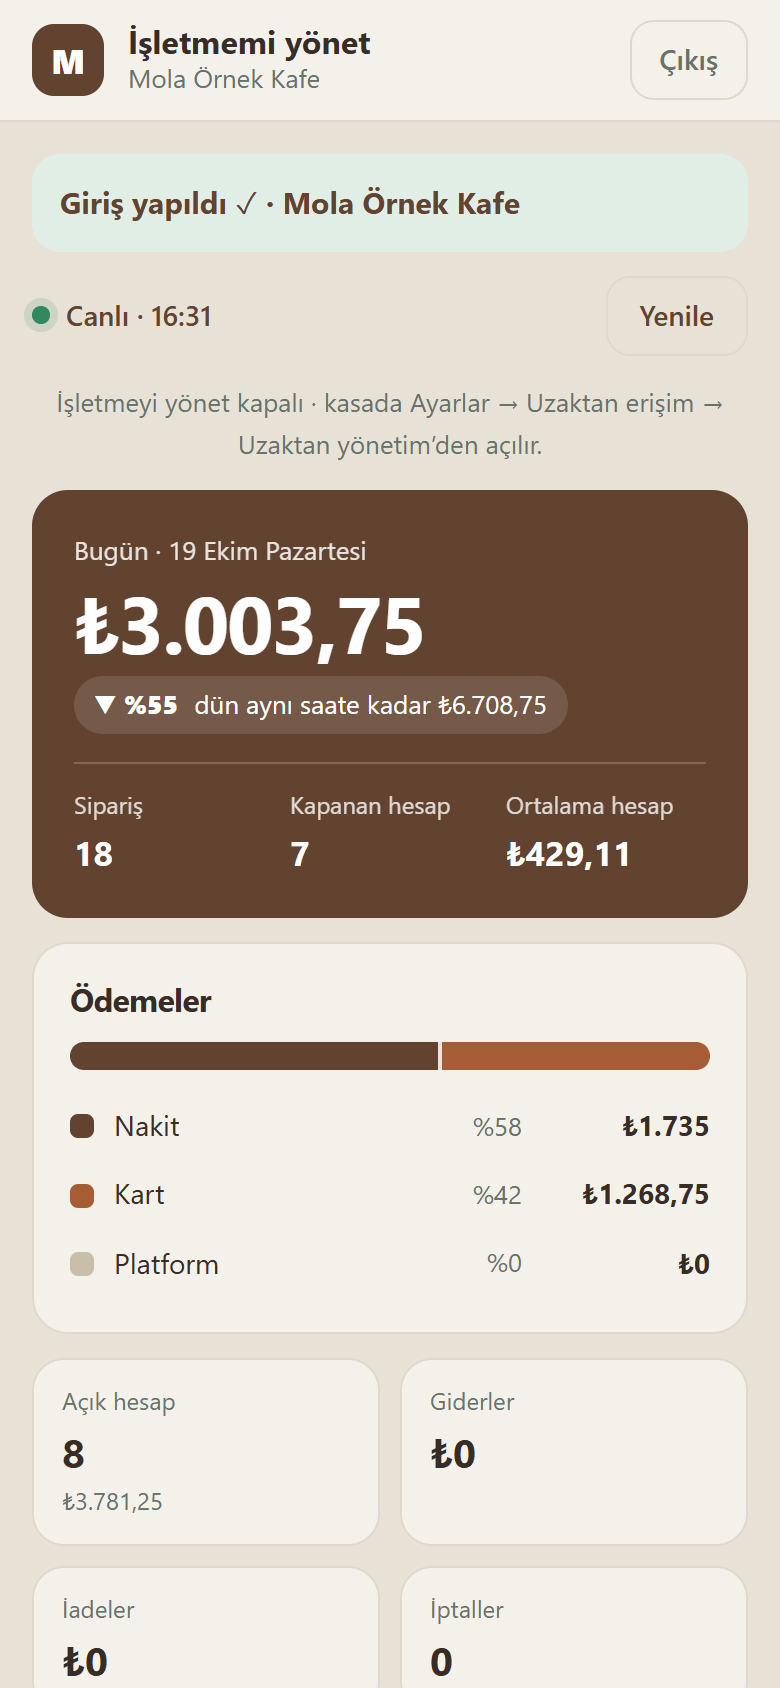 M
İşletmemi yönet
Mola Örnek Kafe
Çıkış
Giriş yapıldı ✓ · Mola Örnek Kafe
Canlı · 16:31
Yenile
İşletmeyi yönet kapalı · kasada Ayarlar → Uzaktan erişim →
Uzaktan yönetim’den açılır.
Bugün · 19 Ekim Pazartesi
₺3.003,75
▼ %55 dün aynı saate kadar ₺6.708,75
Sipariş
18
Kapanan hesap
7
Ortalama hesap
₺429,11
Ödemeler
Nakit %58 ₺1.735
Kart %42 ₺1.268,75
Platform %0 ₺0
Açık hesap
8
₺3.781,25
Giderler
₺0
İadeler
₺0
İptaller
0